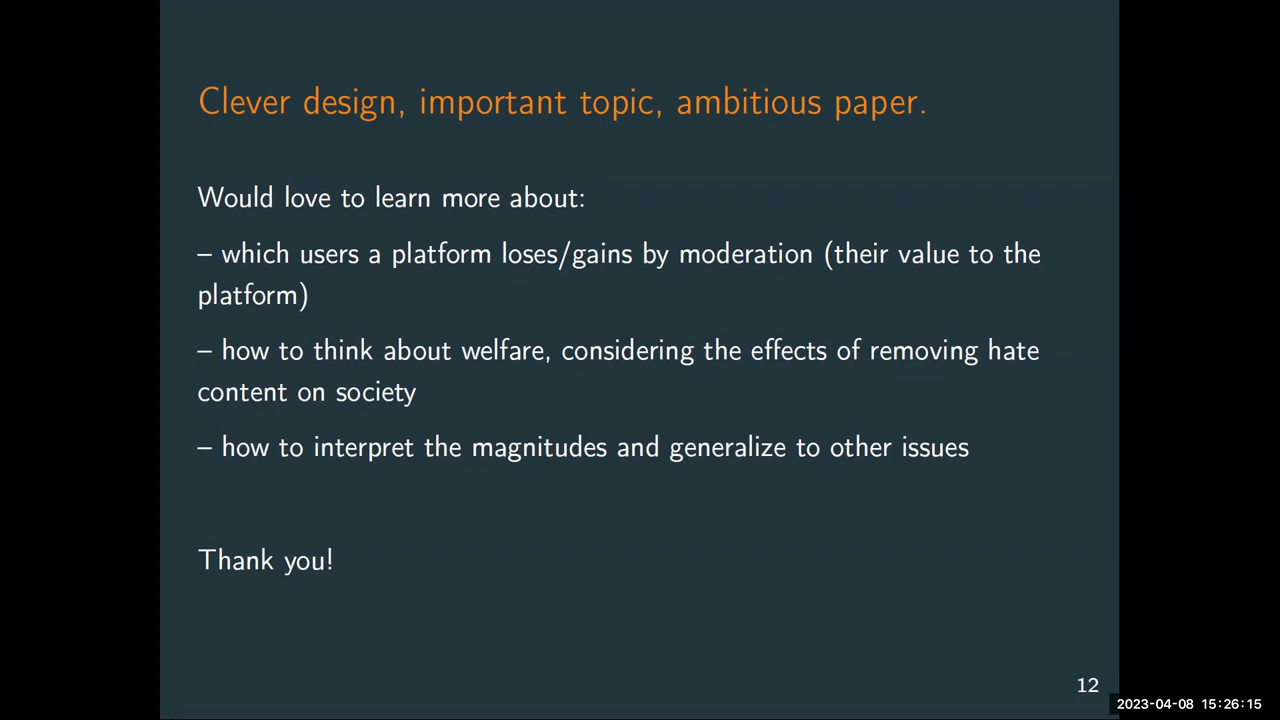 Clever design, important topic, ambitious paper.
Would love to learn more about:
– which users a platform loses/gains by moderation (their value to the
platform)
– how to think about welfare, considering the effects of removing hate
content on society
– how to interpret the magnitudes and generalize to other issues
Thank you!
12
2023-04-08 15:26:15